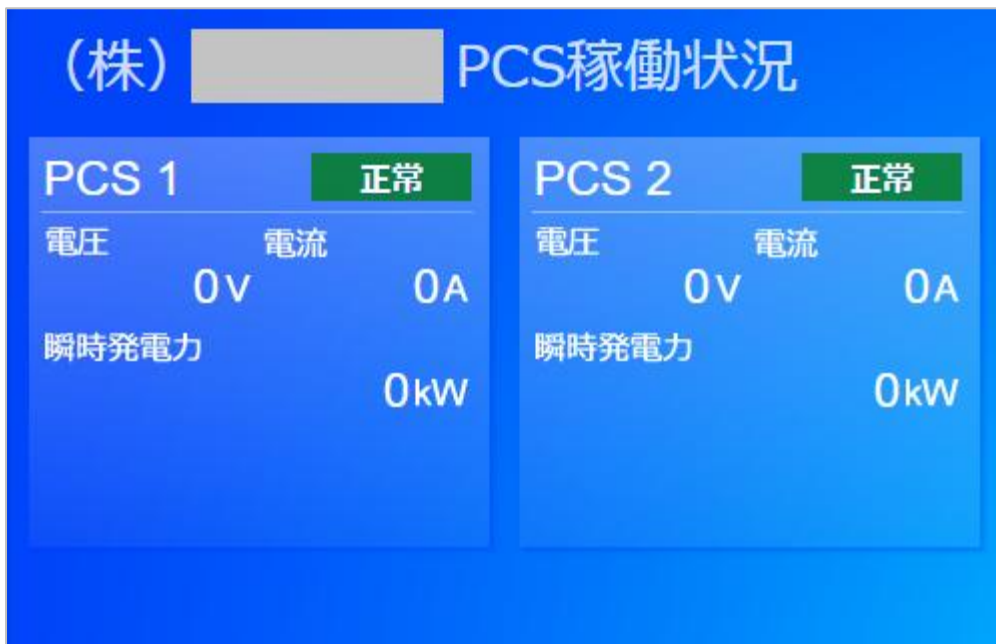 （株） PCS稼働状況
PCS 1 正常
電圧 電流
0V 0A
瞬時発電力
0kW
PCS 2 正常
電圧 電流
0V 0A
瞬時発電力
0kW